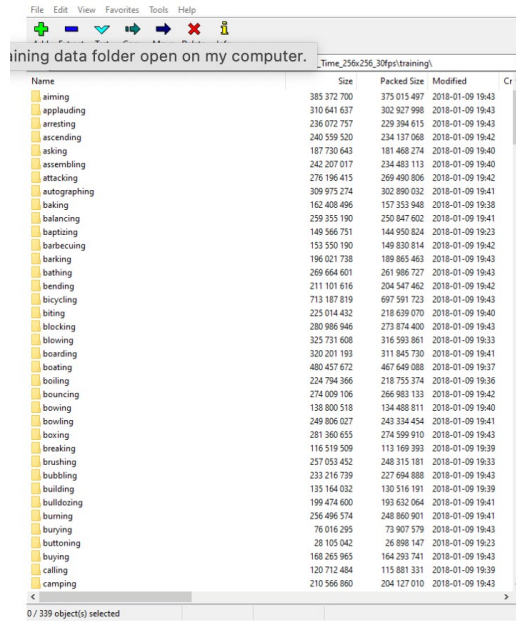 File Edit View Favorites Tools Help
aining data folder open on my computer.
_Time_256x256_30fps\training\
Name Size Packed Size Modified Cr
aiming 385 372 700 375 015 497 2018-01-09 19:43
applauding 310 641 637 302 927 998 2018-01-09 19:43
arresting 236 072 757 229 394 615 2018-01-09 19:43
ascending 240 559 520 234 137 068 2018-01-09 19:42
asking 187 730 643 181 468 274 2018-01-09 19:40
assembling 242 207 017 234 483 113 2018-01-09 19:40
attacking 276 196 415 269 490 806 2018-01-09 19:42
autographing 309 975 274 302 890 032 2018-01-09 19:41
baking 162 408 496 157 353 948 2018-01-09 19:38
balancing 259 355 190 250 847 602 2018-01-09 19:41
baptizing 149 566 751 144 950 824 2018-01-09 19:23
barbecuing 153 550 190 149 830 814 2018-01-09 19:42
barking 196 021 738 189 865 463 2018-01-09 19:43
bathing 269 664 601 261 986 727 2018-01-09 19:43
bending 211 101 616 204 547 462 2018-01-09 19:42
bicycling 713 187 819 697 591 723 2018-01-09 19:43
biting 225 014 432 218 639 070 2018-01-09 19:40
blocking 280 986 946 273 874 400 2018-01-09 19:43
blowing 325 731 608 316 593 861 2018-01-09 19:33
boarding 320 201 193 311 845 730 2018-01-09 19:41
boating 480 457 672 467 649 088 2018-01-09 19:37
boiling 224 794 366 218 755 374 2018-01-09 19:36
bouncing 274 009 106 266 983 133 2018-01-09 19:42
bowing 138 800 518 134 488 811 2018-01-09 19:40
bowling 249 806 027 243 334 454 2018-01-09 19:41
boxing 281 360 655 274 599 910 2018-01-09 19:43
breaking 116 519 509 113 169 393 2018-01-09 19:39
brushing 257 053 452 248 315 181 2018-01-09 19:33
bubbling 233 216 739 227 694 888 2018-01-09 19:43
building 135 164 032 130 516 191 2018-01-09 19:39
bulldozing 199 474 600 193 632 064 2018-01-09 19:41
burning 256 496 574 248 860 901 2018-01-09 19:41
burying 76 016 295 73 907 579 2018-01-09 19:43
buttoning 28 105 042 26 898 147 2018-01-09 19:23
buying 168 265 965 164 293 741 2018-01-09 19:43
calling 120 712 484 115 881 331 2018-01-09 19:39
camping 210 566 860 204 127 010 2018-01-09 19:43
0 / 339 object(s) selected